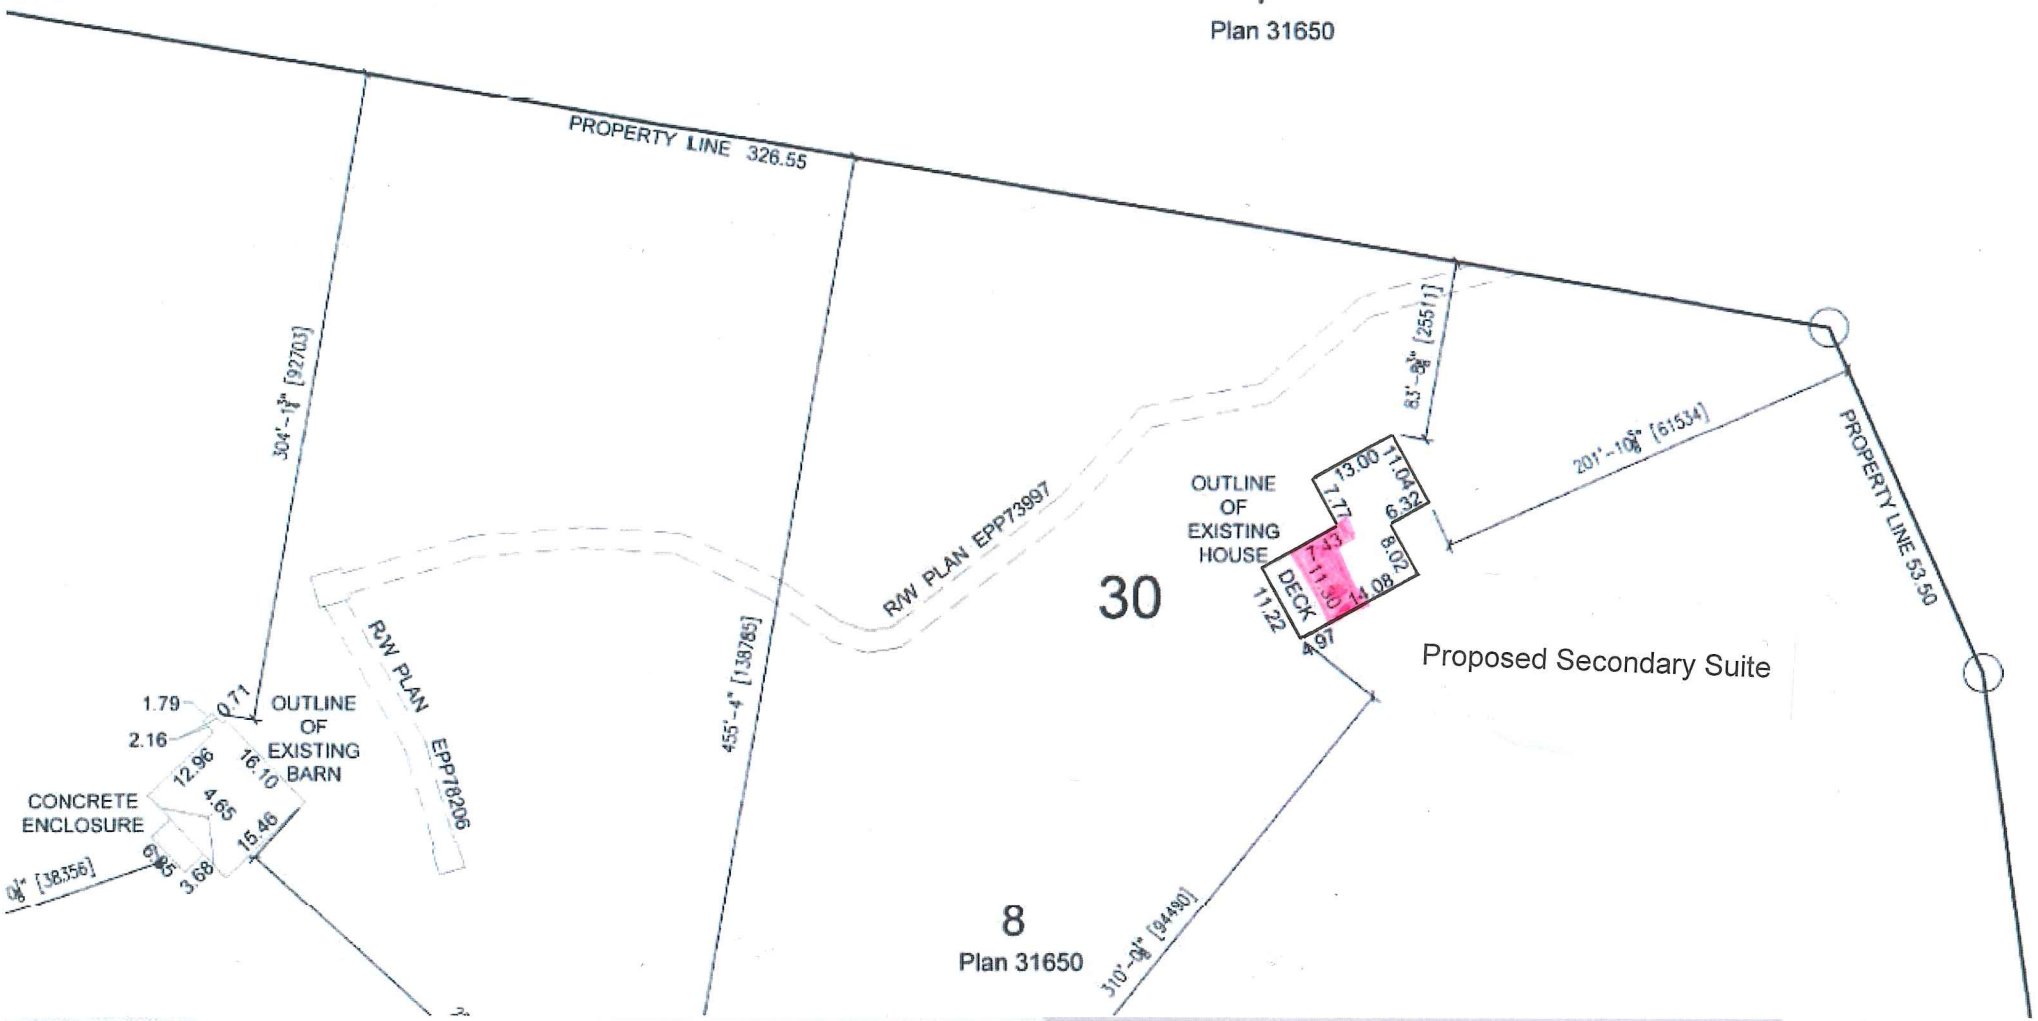 Plan 31650
PROPERTY LINE 326.55
304'-1⅜" [92703]
83'-8⅜" [25511]
201'-10⅝" [61534]
PROPERTY LINE 53.50
OUTLINE
OF
EXISTING
HOUSE
13.00
11.04
7.77
6.32
7.43
8.02
DECK
11.30
14.08
11.22
4.97
R/W PLAN EPP73997
30
Proposed Secondary Suite
455'-4" [138785]
R/W PLAN EPP78206
1.79
0.71
2.16
OUTLINE
OF
EXISTING
BARN
12.96
16.10
4.65
15.46
CONCRETE
ENCLOSURE
6.85
3.68
[38356]
8
Plan 31650
310'-0⅛" [94490]